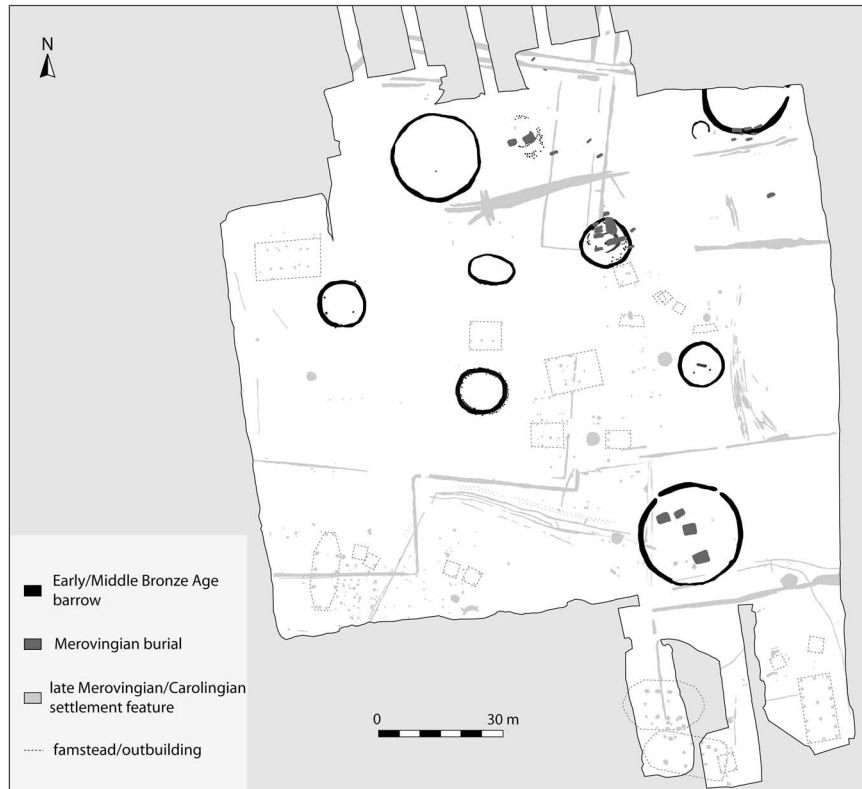 N
Early/Middle Bronze Age
barrow
Merovingian burial
late Merovingian/Carolingian
settlement feature
famstead/outbuilding
0
30 m